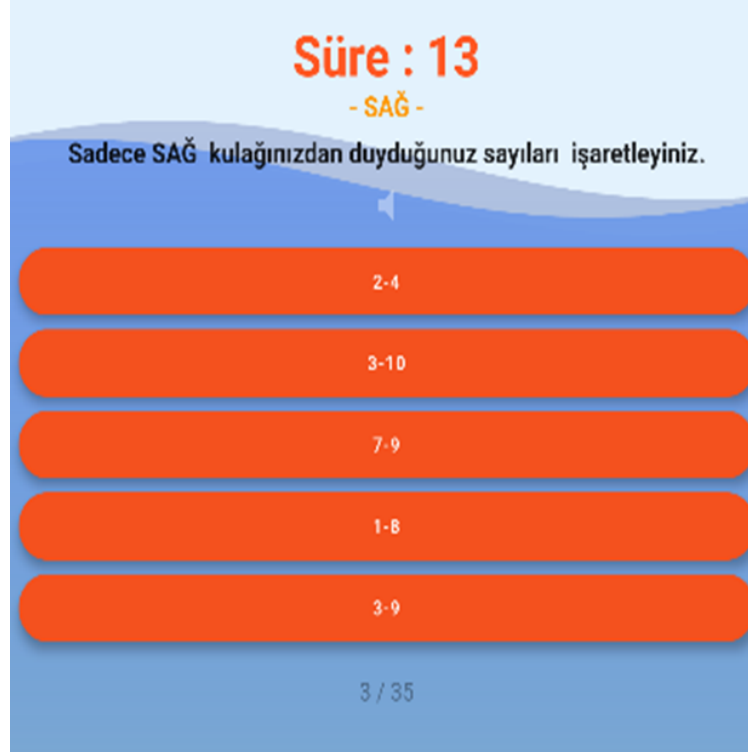 Süre : 13
- SAĞ -
Sadece SAĞ kulağınızdan duyduğunuz sayıları işaretleyiniz.
2-4
3-10
7-9
1-8
3-9
3 / 35